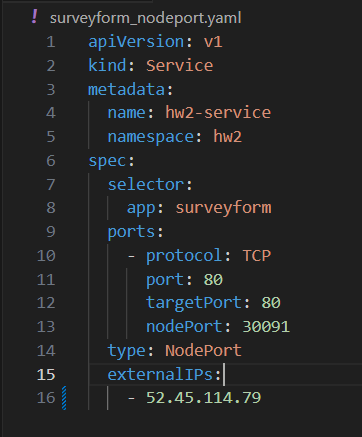 ! surveyform_nodeport.yaml
1 apiVersion: v1
2 kind: Service
3 metadata:
4   name: hw2-service
5   namespace: hw2
6 spec:
7   selector:
8     app: surveyform
9   ports:
10     - protocol: TCP
11       port: 80
12       targetPort: 80
13       nodePort: 30091
14   type: NodePort
15   externalIPs:
16     - 52.45.114.79